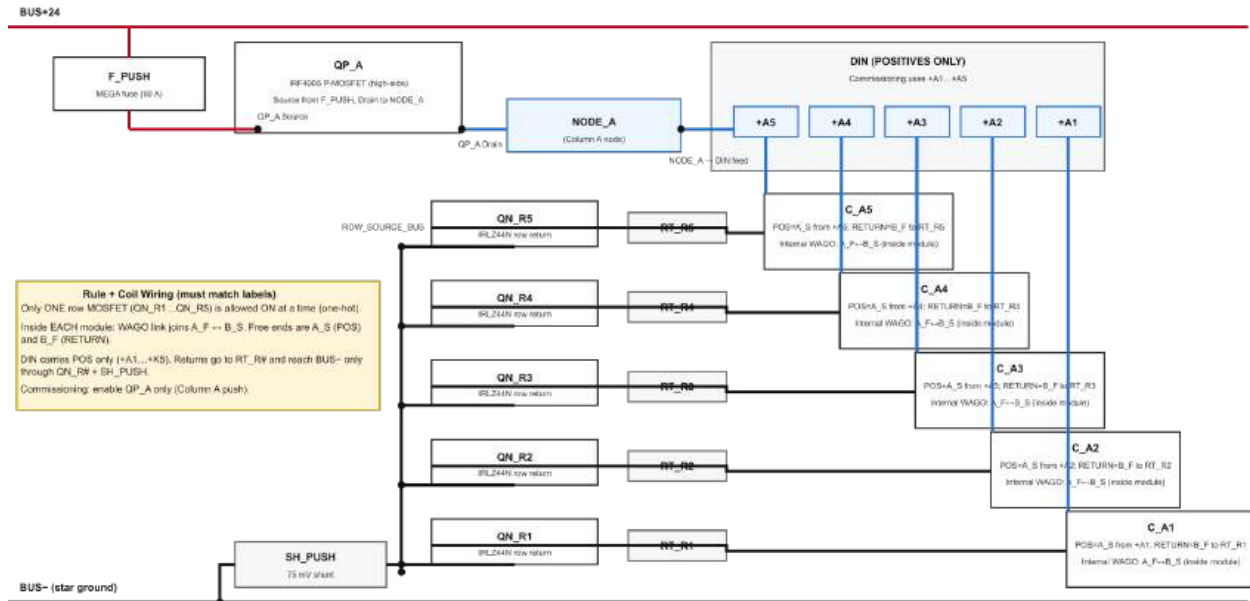 BUS+24
F_PUSH
MEGA fuse (60 A)
QP_A
IRF4905 P-MOSFET (high-side)
Source from F_PUSH, Drain to NODE_A
QP_A Source
QP_A Drain
NODE_A
(Column A node)
NODE_A → DIN feed
DIN (POSITIVES ONLY)
Commissioning uses +A1…+A5
+A5
+A4
+A3
+A2
+A1
ROW_SOURCE_BUS
QN_R5
IRLZ44N row return
RT_R5
C_A5
POS=A_S from +A5; RETURN=B_F to RT_R5
Internal WAGO: A_F↔B_S (inside module)
QN_R4
IRLZ44N row return
RT_R4
C_A4
POS=A_S from +A4; RETURN=B_F to RT_R4
Internal WAGO: A_F↔B_S (inside module)
Rule + Coil Wiring (must match labels)
Only ONE row MOSFET (QN_R1…QN_R5) is allowed ON at a time (one-hot).
Inside EACH module: WAGO link joins A_F ↔ B_S. Free ends are A_S (POS)
and B_F (RETURN).
DIN carries POS only (+A1…+K5). Returns go to RT_R# and reach BUS− only
through QN_R# + SH_PUSH.
Commissioning: enable QP_A only (Column A push).
QN_R3
IRLZ44N row return
RT_R3
C_A3
POS=A_S from +A3; RETURN=B_F to RT_R3
Internal WAGO: A_F↔B_S (inside module)
QN_R2
IRLZ44N row return
RT_R2
C_A2
POS=A_S from +A2; RETURN=B_F to RT_R2
Internal WAGO: A_F↔B_S (inside module)
QN_R1
IRLZ44N row return
RT_R1
C_A1
POS=A_S from +A1; RETURN=B_F to RT_R1
Internal WAGO: A_F↔B_S (inside module)
SH_PUSH
75 mV shunt
BUS− (star ground)